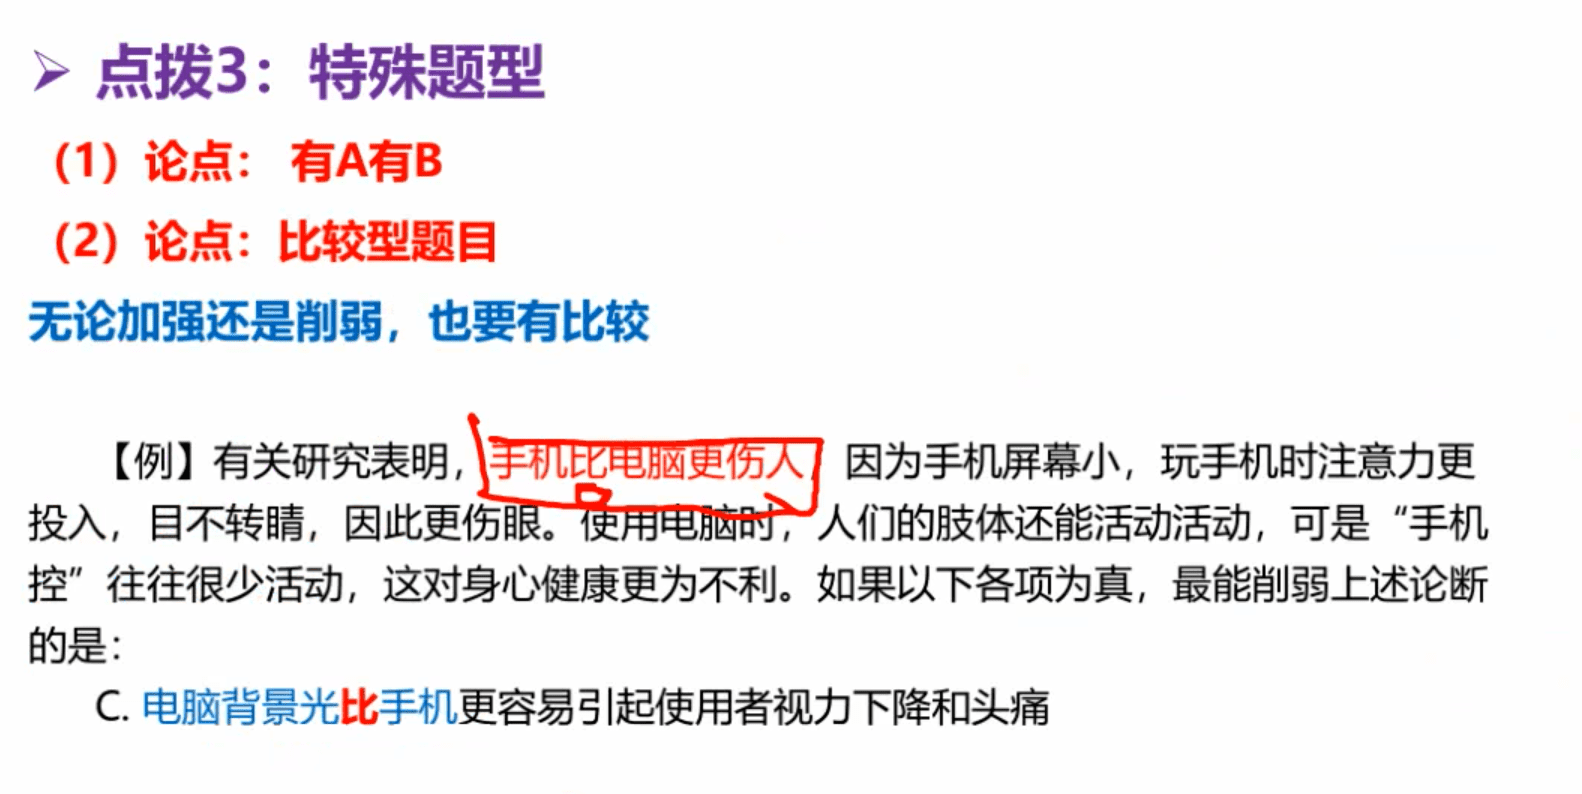 点拨3：特殊题型
（1）论点： 有A有B
（2）论点：比较型题目
无论加强还是削弱，也要有比较
【例】有关研究表明，手机比电脑更伤人，因为手机屏幕小，玩手机时注意力更
投入，目不转睛，因此更伤眼。使用电脑时，人们的肢体还能活动活动，可是“手机
控”往往很少活动，这对身心健康更为不利。如果以下各项为真，最能削弱上述论断
的是：
C. 电脑背景光比手机更容易引起使用者视力下降和头痛